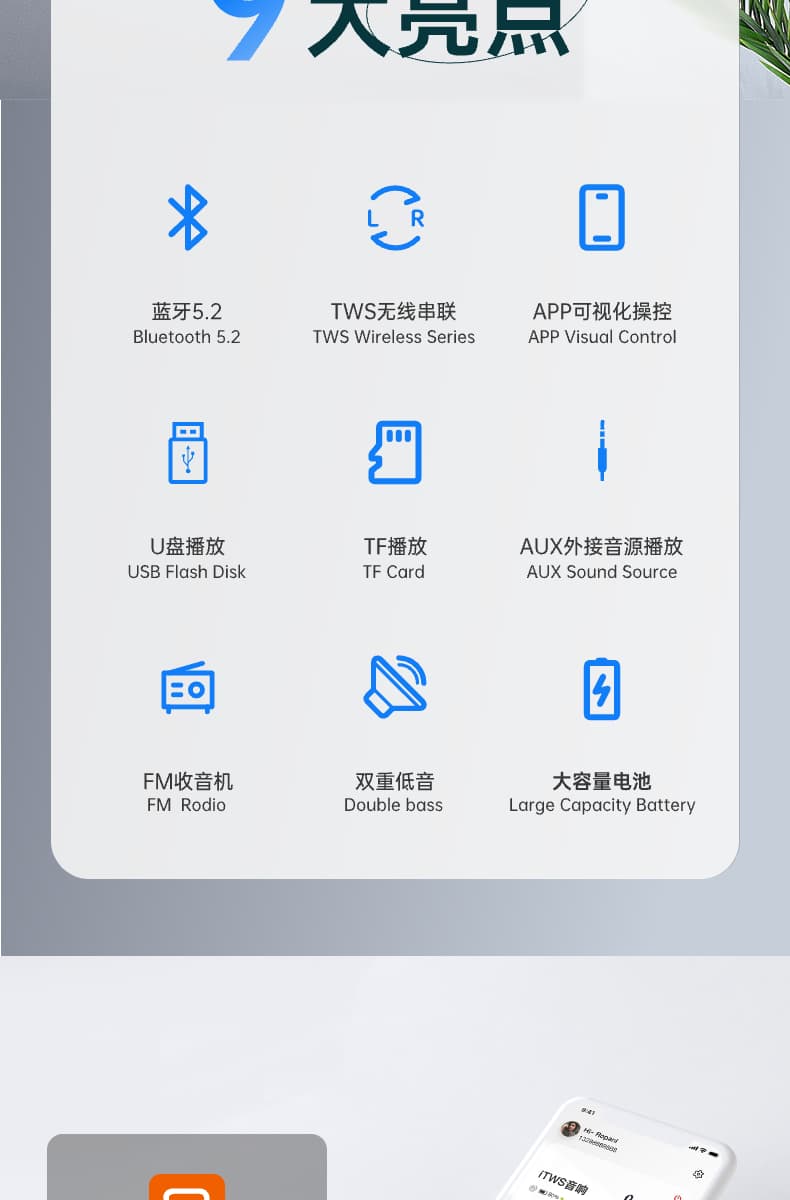 9大亮点
L R
蓝牙5.2
Bluetooth 5.2
TWS无线串联
TWS Wireless Series
APP可视化操控
APP Visual Control
U盘播放
USB Flash Disk
TF播放
TF Card
AUX外接音源播放
AUX Sound Source
FM收音机
FM Rodio
双重低音
Double bass
大容量电池
Large Capacity Battery
9:41
Hi- Ropard
iTWS音响